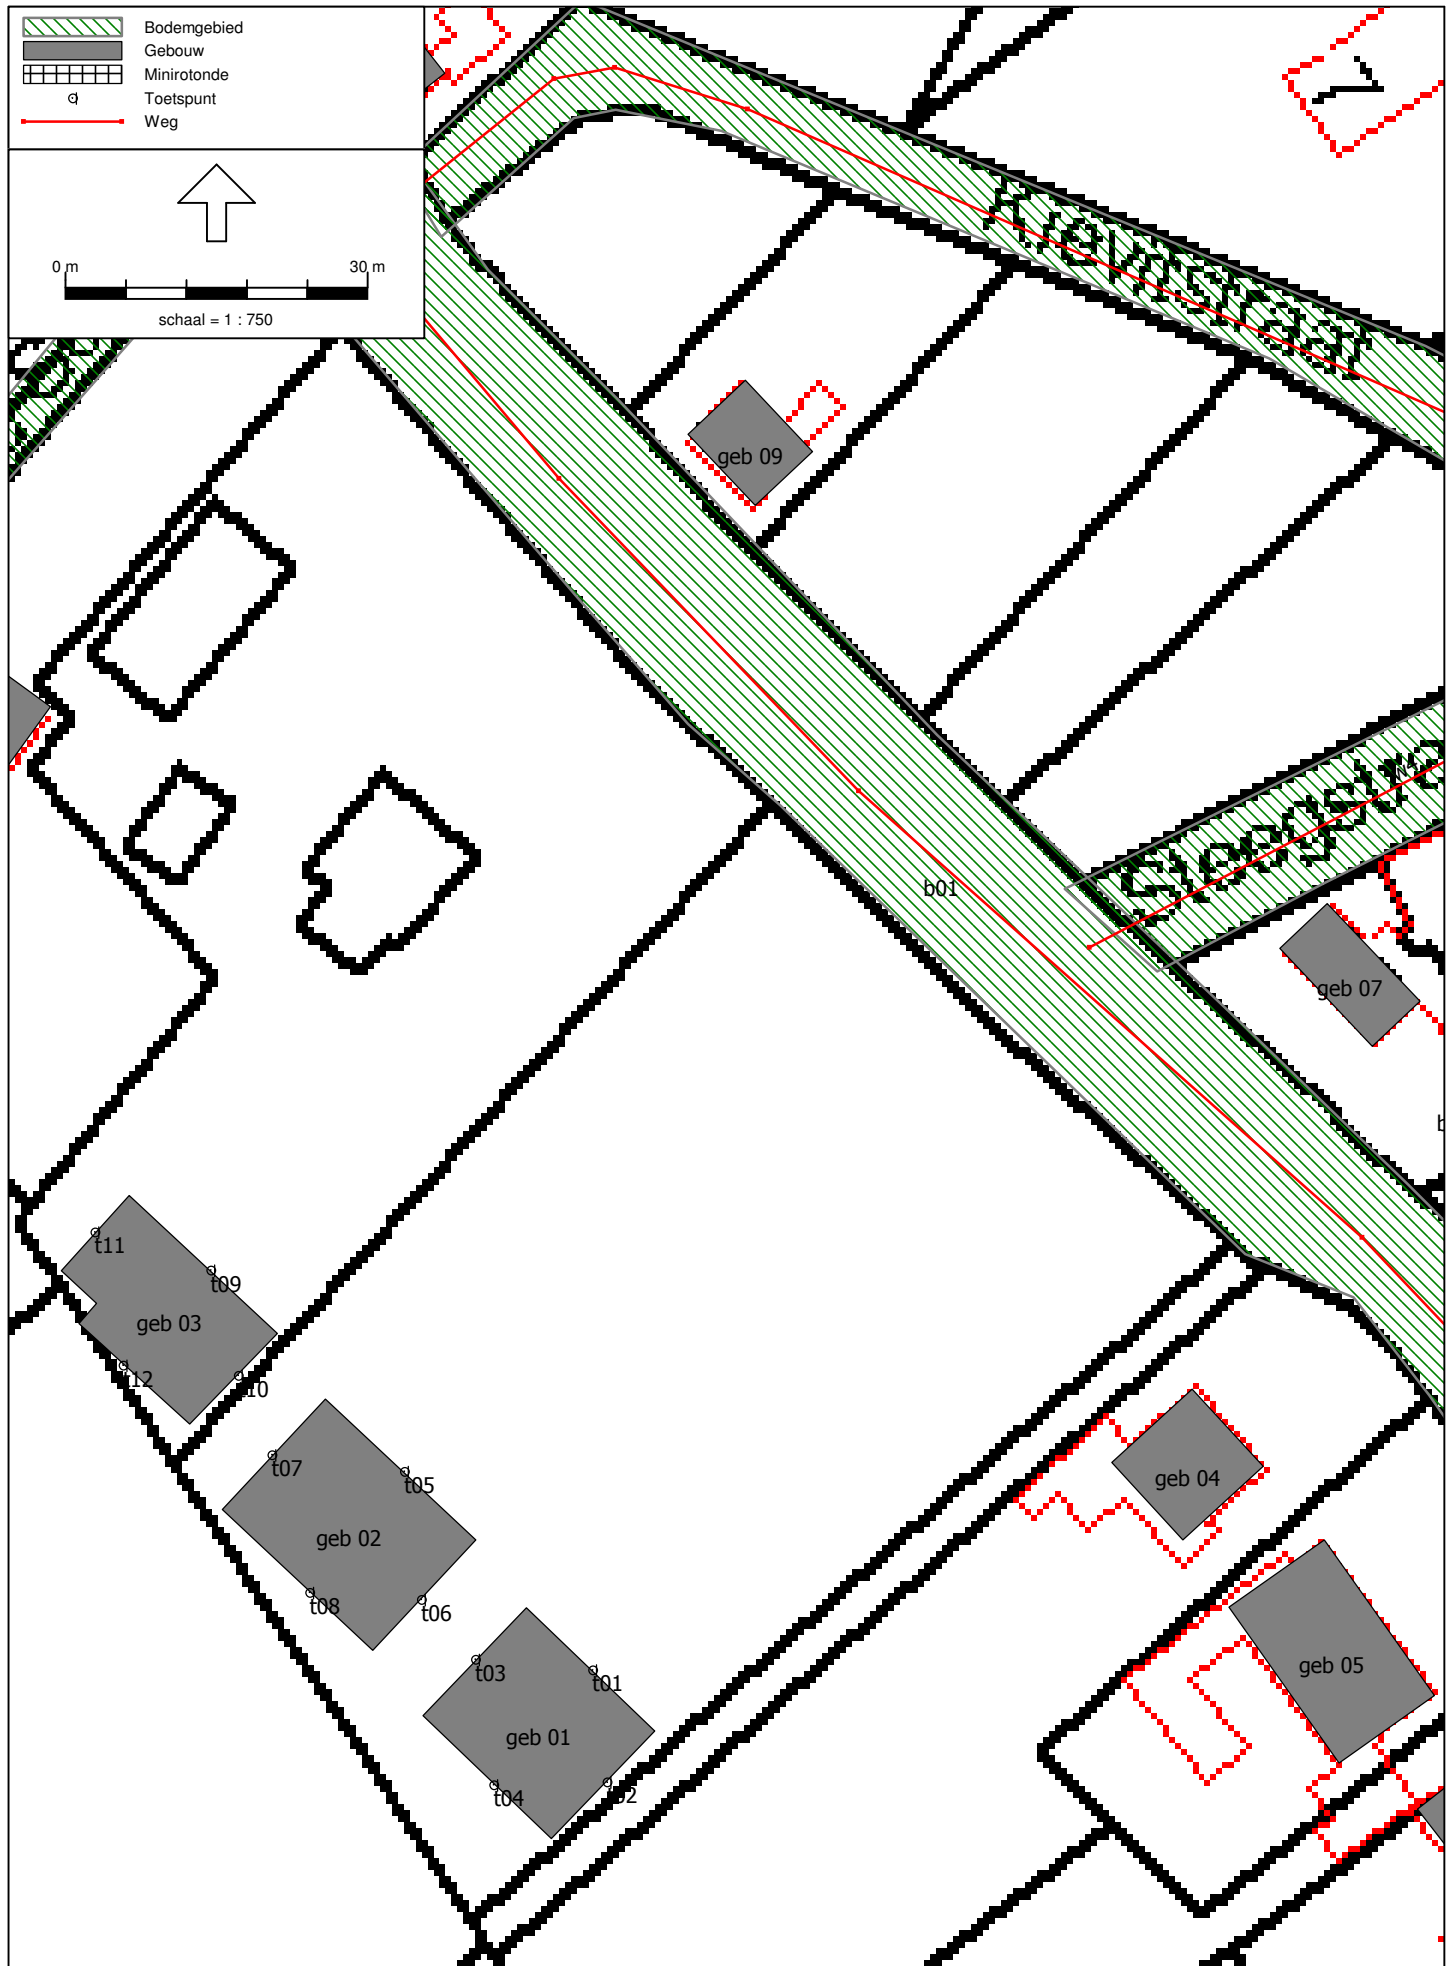 Bodemgebied
Gebouw
Minirotonde
Toetspunt
Weg
0 m
30 m
schaal = 1 : 750
geb 09
w4
geb 07
b01
t11
t09
geb 03
t12
t10
t07
t05
geb 02
t08
t06
geb 04
t03
t01
geb 05
geb 01
t04
t02